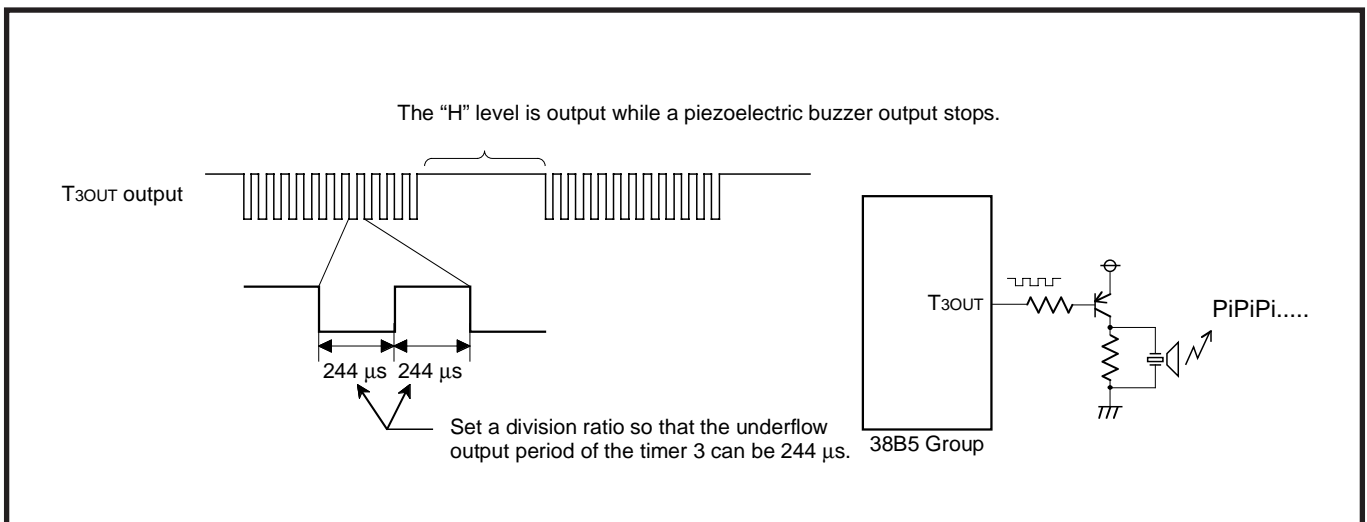 The “H” level is output while a piezoelectric buzzer output stops.
T3OUT output
244 μs 244 μs
Set a division ratio so that the underflow
output period of the timer 3 can be 244 μs.
T3OUT
PiPiPi.....
38B5 Group